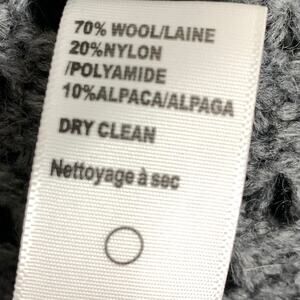 70% WOOL/LAINE
20%NYLON
/POLYAMIDE
10%ALPACA/ALPAGA
DRY CLEAN
Nettoyage à sec